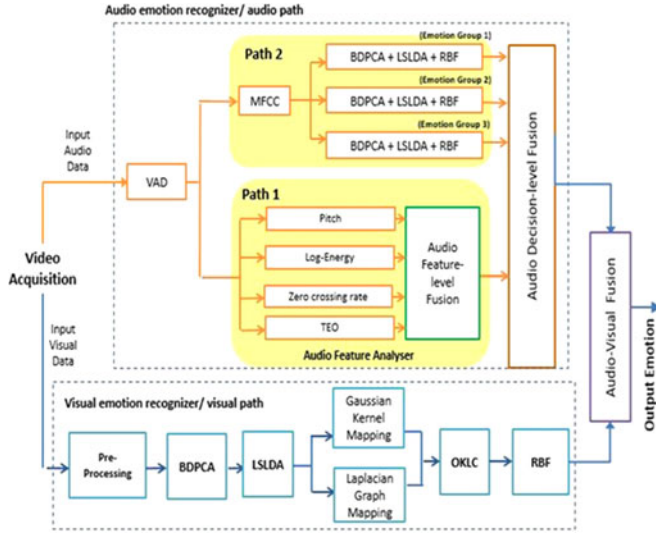 Audio emotion recognizer/ audio path
Path 2
MFCC
(Emotion Group 1)
BDPCA + LSLDA + RBF
(Emotion Group 2)
BDPCA + LSLDA + RBF
(Emotion Group 3)
BDPCA + LSLDA + RBF
Input
Audio
Data
VAD
Path 1
Pitch
Log-Energy
Zero crossing rate
TEO
Audio
Feature-
level
Fusion
Audio Feature Analyser
Audio Decision-level Fusion
Video
Acquisition
Input
Visual
Data
Audio-Visual Fusion
Output Emotion
Visual emotion recognizer/ visual path
Pre-
Processing
BDPCA
LSLDA
Gaussian
Kernel
Mapping
Laplacian
Graph
Mapping
OKLC
RBF